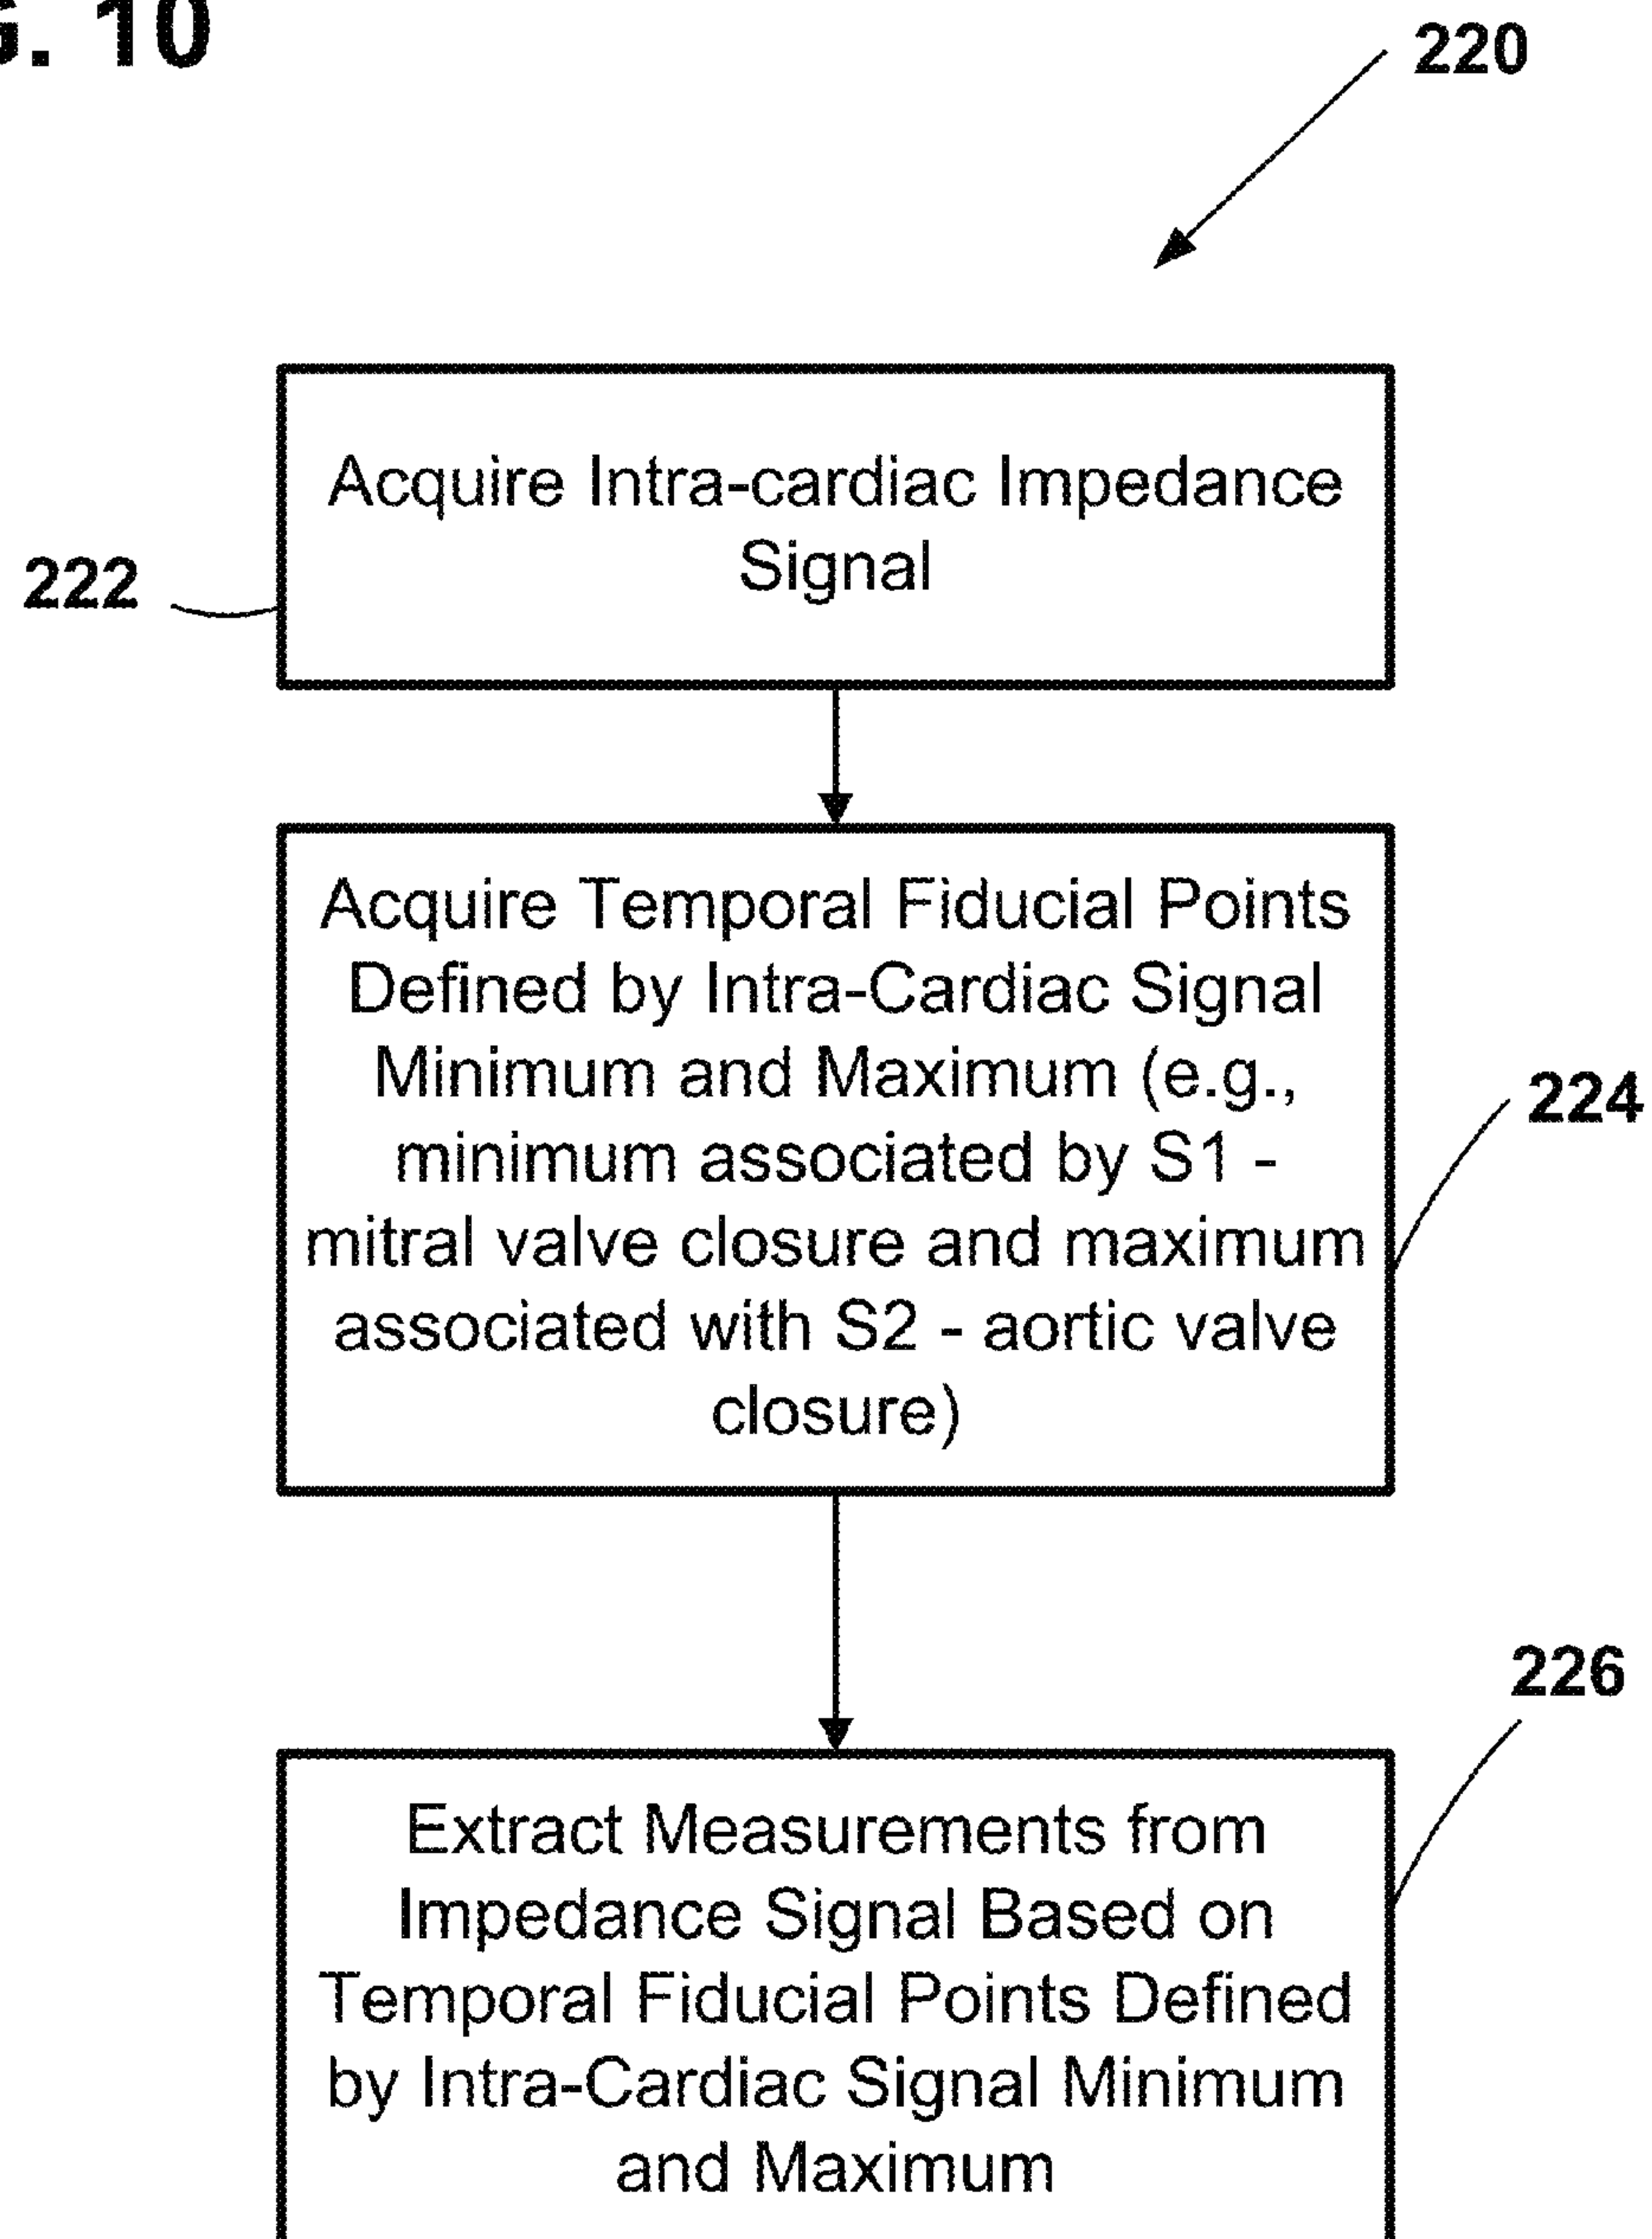 G. 10
220
Acquire Intra-cardiac Impedance
Signal
222
Acquire Temporal Fiducial Points
Defined by Intra-Cardiac Signal
Minimum and Maximum (e.g.,
minimum associated by S1 -
mitral valve closure and maximum
associated with S2 - aortic valve
closure)
224
226
Extract Measurements from
Impedance Signal Based on
Temporal Fiducial Points Defined
by Intra-Cardiac Signal Minimum
and Maximum